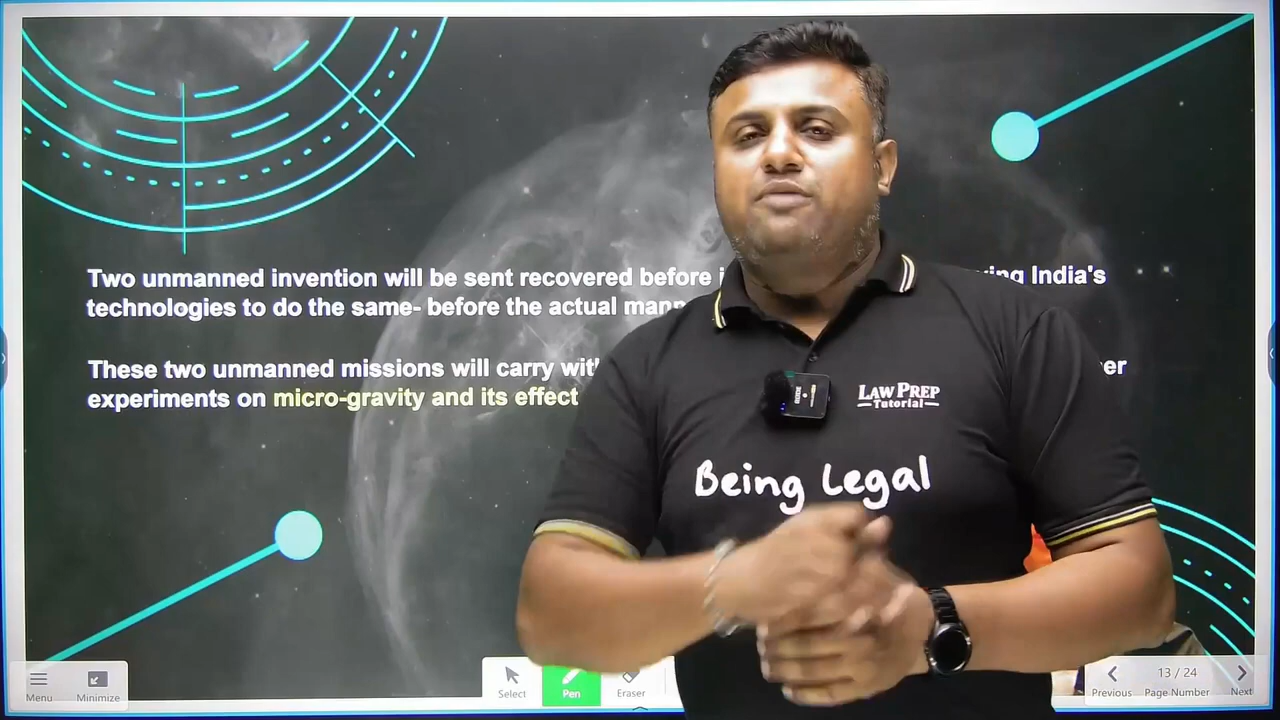 Two unmanned invention will be sent recovered before India's
technologies to do the same- before the actual
These two unmanned missions will carry
experiments on micro-gravity and its effect
LAW PREP
Tutorial
Being Legal
Menu
Minimize
Select
Pen
Eraser
Previous
13 / 24
Page Number
Next